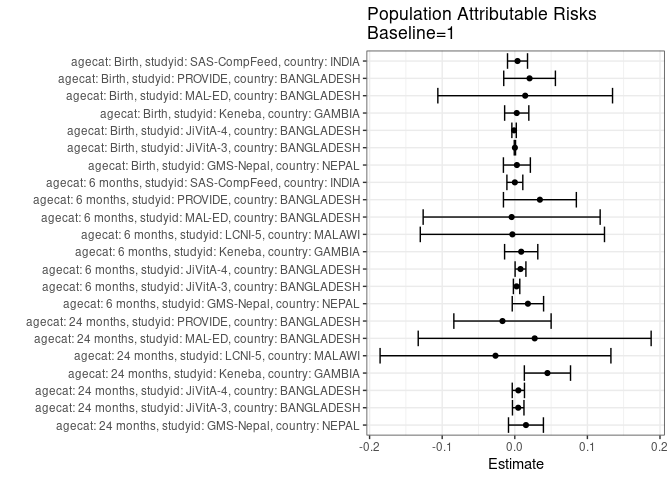 Population Attributable Risks
Baseline=1
agecat: Birth, studyid: SAS-CompFeed, country: INDIA
agecat: Birth, studyid: PROVIDE, country: BANGLADESH
agecat: Birth, studyid: MAL-ED, country: BANGLADESH
agecat: Birth, studyid: Keneba, country: GAMBIA
agecat: Birth, studyid: JiVitA-4, country: BANGLADESH
agecat: Birth, studyid: JiVitA-3, country: BANGLADESH
agecat: Birth, studyid: GMS-Nepal, country: NEPAL
agecat: 6 months, studyid: SAS-CompFeed, country: INDIA
agecat: 6 months, studyid: PROVIDE, country: BANGLADESH
agecat: 6 months, studyid: MAL-ED, country: BANGLADESH
agecat: 6 months, studyid: LCNI-5, country: MALAWI
agecat: 6 months, studyid: Keneba, country: GAMBIA
agecat: 6 months, studyid: JiVitA-4, country: BANGLADESH
agecat: 6 months, studyid: JiVitA-3, country: BANGLADESH
agecat: 6 months, studyid: GMS-Nepal, country: NEPAL
agecat: 24 months, studyid: PROVIDE, country: BANGLADESH
agecat: 24 months, studyid: MAL-ED, country: BANGLADESH
agecat: 24 months, studyid: LCNI-5, country: MALAWI
agecat: 24 months, studyid: Keneba, country: GAMBIA
agecat: 24 months, studyid: JiVitA-4, country: BANGLADESH
agecat: 24 months, studyid: JiVitA-3, country: BANGLADESH
agecat: 24 months, studyid: GMS-Nepal, country: NEPAL
-0.2 -0.1 0.0 0.1 0.2
Estimate